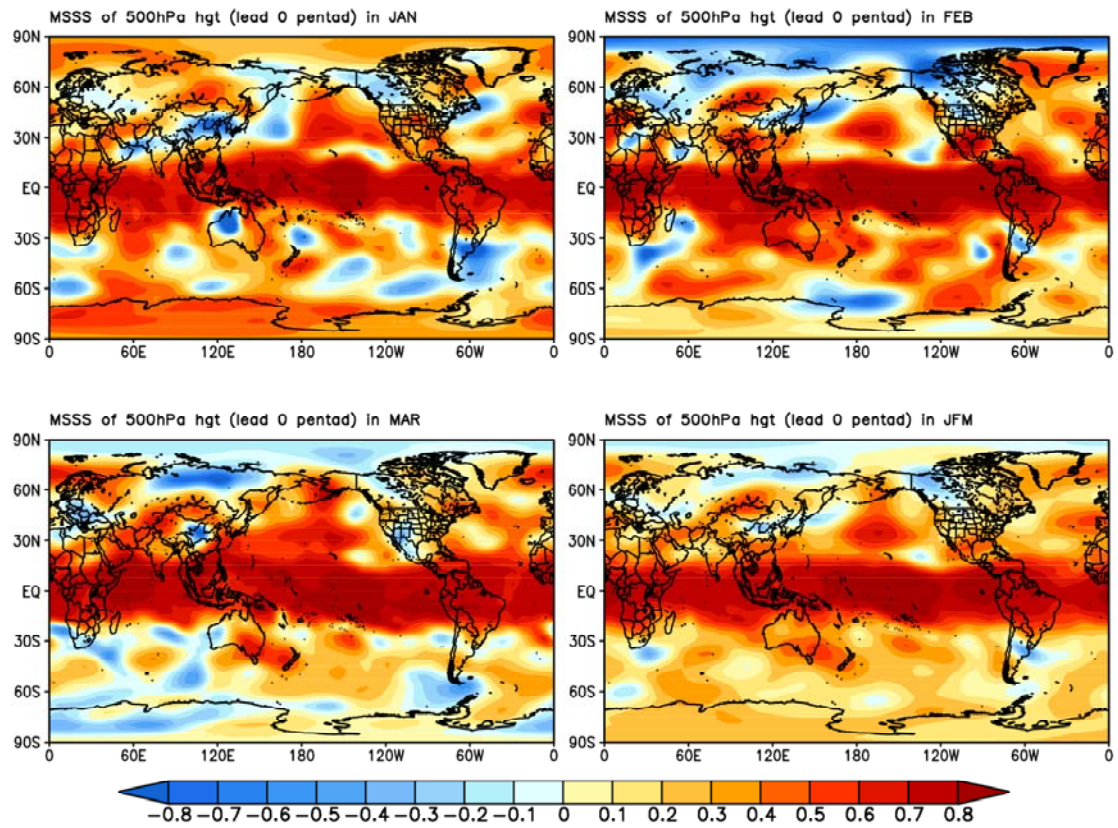 MSSS of 500hPa hgt (lead 0 pentad) in JAN
90N
60N
30N
EQ
30S
60S
90S
0 60E 120E 180 120W 60W 0
MSSS of 500hPa hgt (lead 0 pentad) in FEB
90N
60N
30N
EQ
30S
60S
90S
0 60E 120E 180 120W 60W 0
MSSS of 500hPa hgt (lead 0 pentad) in MAR
90N
60N
30N
EQ
30S
60S
90S
0 60E 120E 180 120W 60W 0
MSSS of 500hPa hgt (lead 0 pentad) in JFM
90N
60N
30N
EQ
30S
60S
90S
0 60E 120E 180 120W 60W 0
-0.8 -0.7 -0.6 -0.5 -0.4 -0.3 -0.2 -0.1 0 0.1 0.2 0.3 0.4 0.5 0.6 0.7 0.8